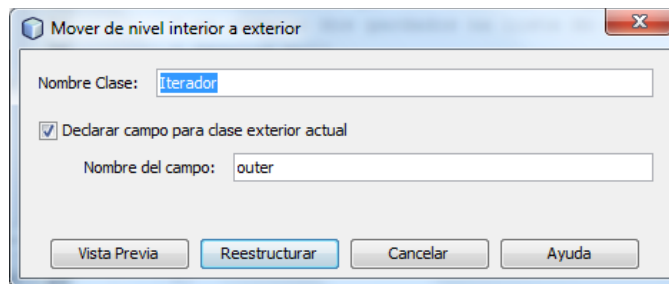 Mover de nivel interior a exterior
Nombre Clase: Iterador
Declarar campo para clase exterior actual
Nombre del campo: outer
Vista Previa Reestructurar Cancelar Ayuda